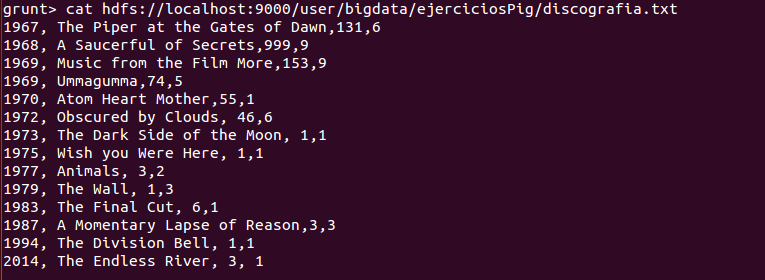 grunt> cat hdfs://localhost:9000/user/bigdata/ejerciciosPig/discografia.txt
1967, The Piper at the Gates of Dawn,131,6
1968, A Saucerful of Secrets,999,9
1969, Music from the Film More,153,9
1969, Ummagumma,74,5
1970, Atom Heart Mother,55,1
1972, Obscured by Clouds, 46,6
1973, The Dark Side of the Moon, 1,1
1975, Wish you Were Here, 1,1
1977, Animals, 3,2
1979, The Wall, 1,3
1983, The Final Cut, 6,1
1987, A Momentary Lapse of Reason,3,3
1994, The Division Bell, 1,1
2014, The Endless River, 3, 1